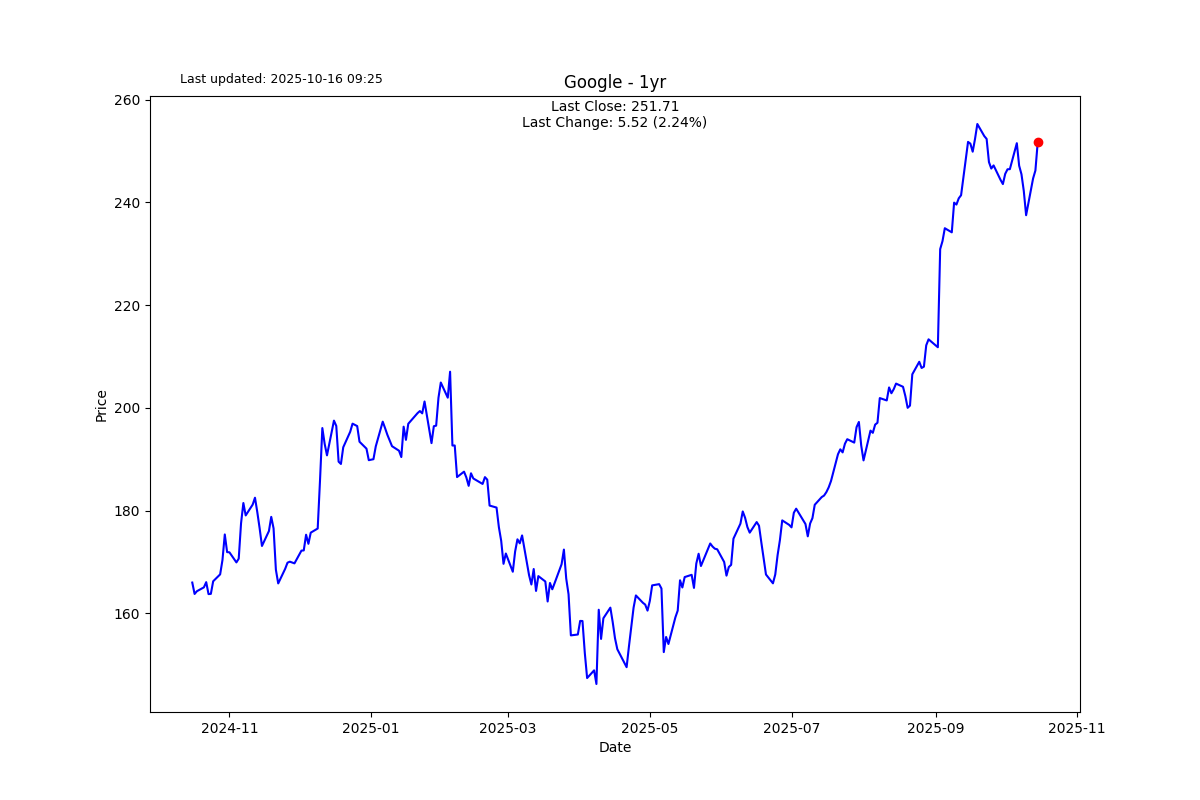 Last updated: 2025-10-16 09:25
Google - 1yr
Last Close: 251.71
Last Change: 5.52 (2.24%)
260
240
220
200
180
160
Price
2024-11
2025-01
2025-03
2025-05
2025-07
2025-09
2025-11
Date